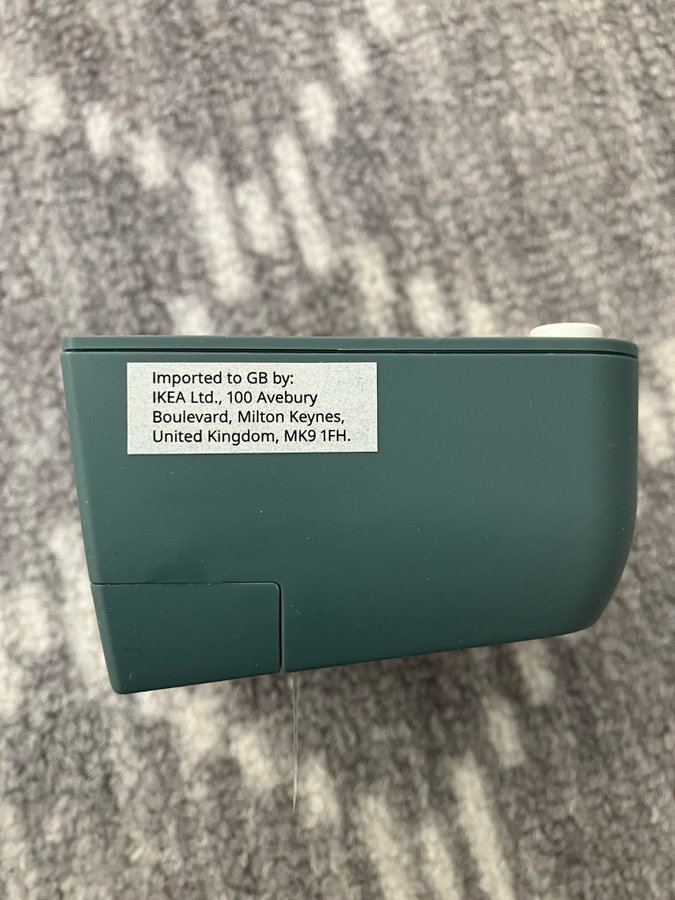 Imported to GB by:
IKEA Ltd., 100 Avebury
Boulevard, Milton Keynes,
United Kingdom, MK9 1FH.